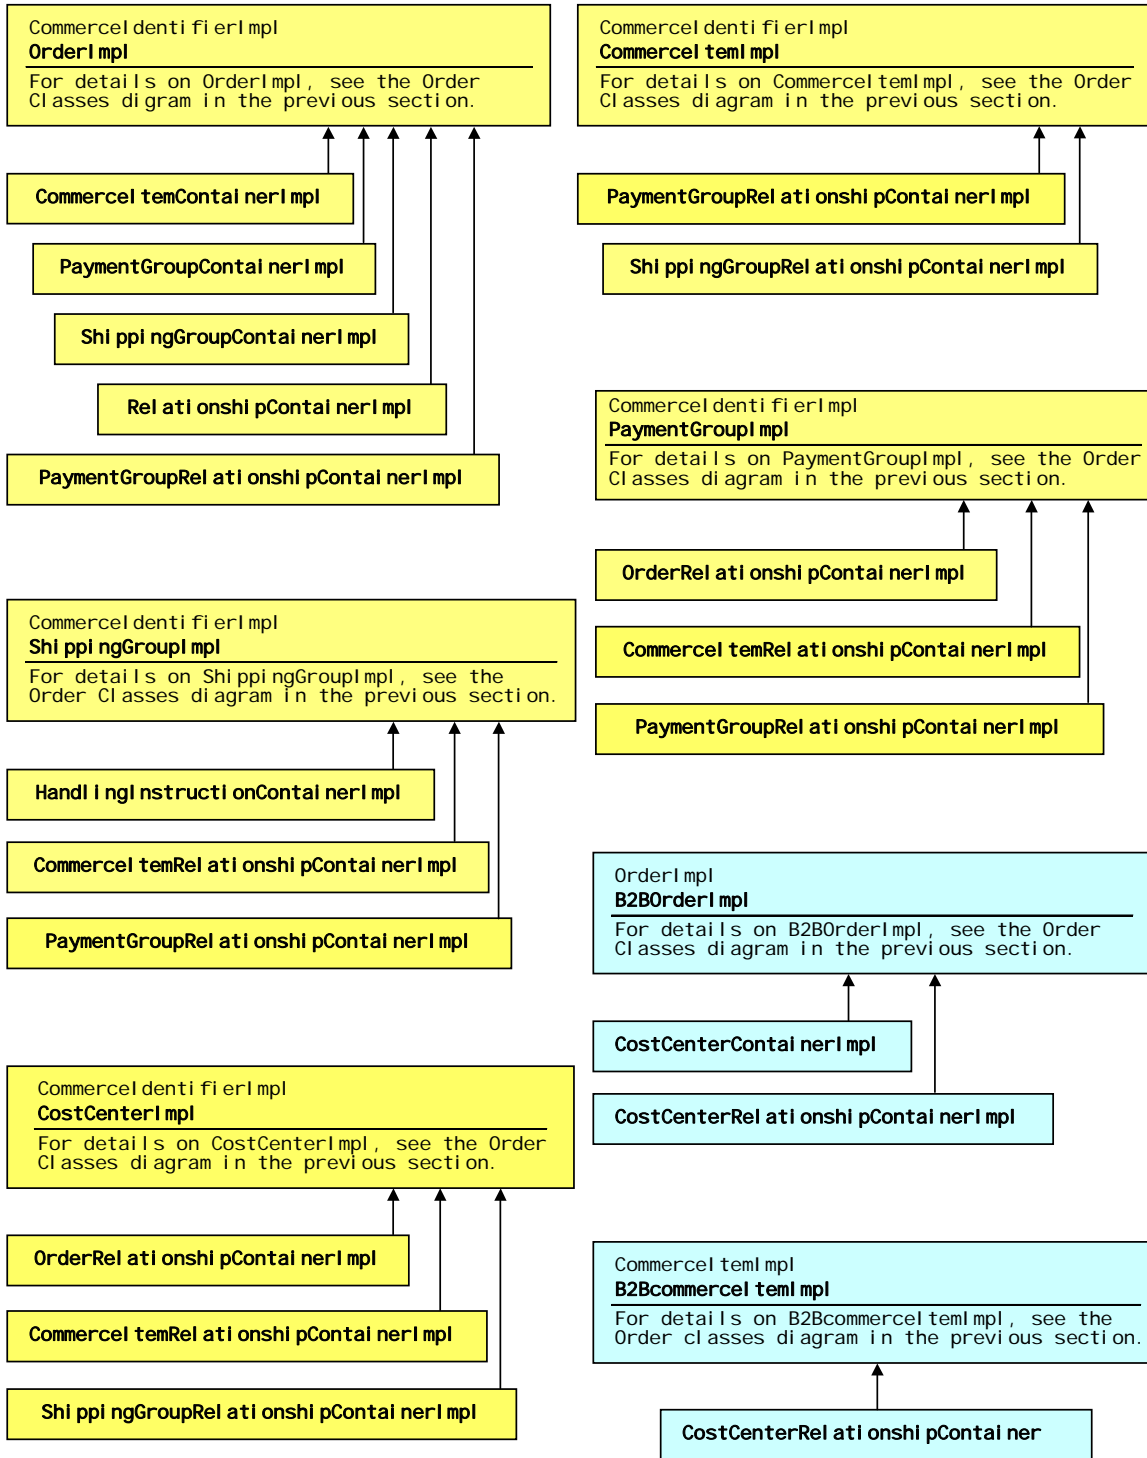 CommerceIdentifierImpl
OrderImpl
For details on OrderImpl, see the Order
Classes digram in the previous section.
CommerceItemContainerImpl
PaymentGroupContainerImpl
ShippingGroupContainerImpl
RelationshipContainerImpl
PaymentGroupRelationshipContainerImpl
CommerceIdentifierImpl
CommerceItemImpl
For details on CommerceItemImpl, see the Order
Classes diagram in the previous section.
PaymentGroupRelationshipContainerImpl
ShippingGroupRelationshipContainerImpl
CommerceIdentifierImpl
PaymentGroupImpl
For details on PaymentGroupImpl, see the Order
Classes diagram in the previous section.
OrderRelationshipContainerImpl
CommerceItemRelationshipContainerImpl
PaymentGroupRelationshipContainerImpl
CommerceIdentifierImpl
ShippingGroupImpl
For details on ShippingGroupImpl, see the
Order Classes diagram in the previous section.
HandlingInstructionContainerImpl
CommerceItemRelationshipContainerImpl
PaymentGroupRelationshipContainerImpl
OrderImpl
B2BOrderImpl
For details on B2BOrderImpl, see the Order
Classes diagram in the previous section.
CostCenterContainerImpl
CostCenterRelationshipContainerImpl
CommerceIdentifierImpl
CostCenterImpl
For details on CostCenterImpl, see the Order
Classes diagram in the previous section.
OrderRelationshipContainerImpl
CommerceItemRelationshipContainerImpl
ShippingGroupRelationshipContainerImpl
CommerceItemImpl
B2BcommerceItemImpl
For details on B2BcommerceItemImpl, see the
Order classes diagram in the previous section.
CostCenterRelationshipContainer